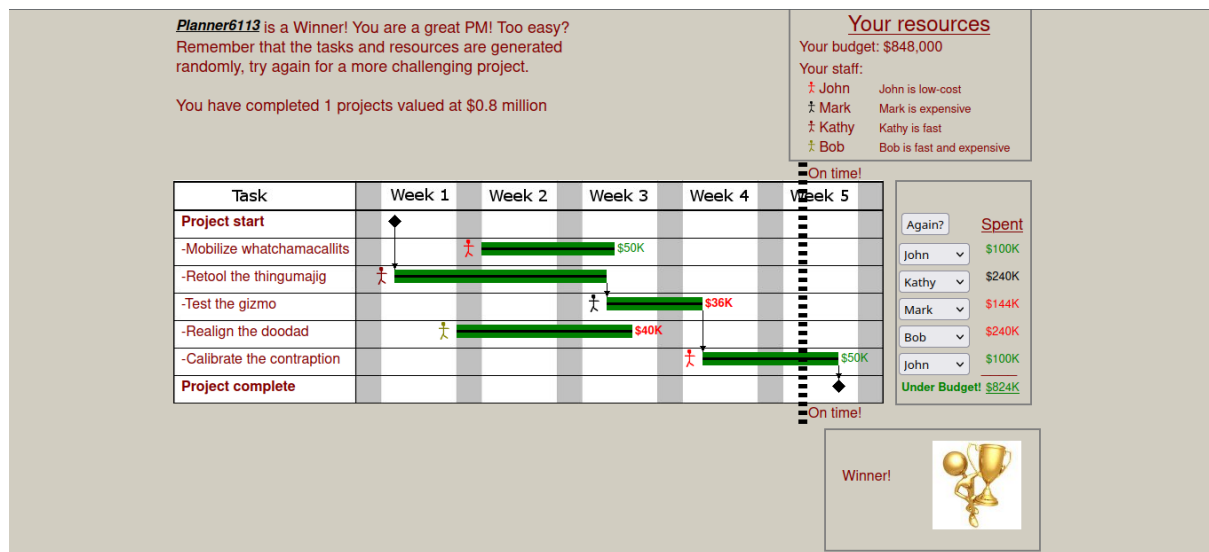 Planner6113 is a Winner! You are a great PM! Too easy?
Remember that the tasks and resources are generated
randomly, try again for a more challenging project.
You have completed 1 projects valued at $0.8 million
Your resources
Your budget: $848,000
Your staff:
John John is low-cost
Mark Mark is expensive
Kathy Kathy is fast
Bob Bob is fast and expensive
On time!
Task Week 1 Week 2 Week 3 Week 4 Week 5
Project start Again? Spent
-Mobilize whatchamacallits $50K John $100K
-Retool the thingumajig Kathy $240K
-Test the gizmo $36K Mark $144K
-Realign the doodad $40K Bob $240K
-Calibrate the contraption $50K John $100K
Project complete Under Budget! $824K
On time!
Winner!